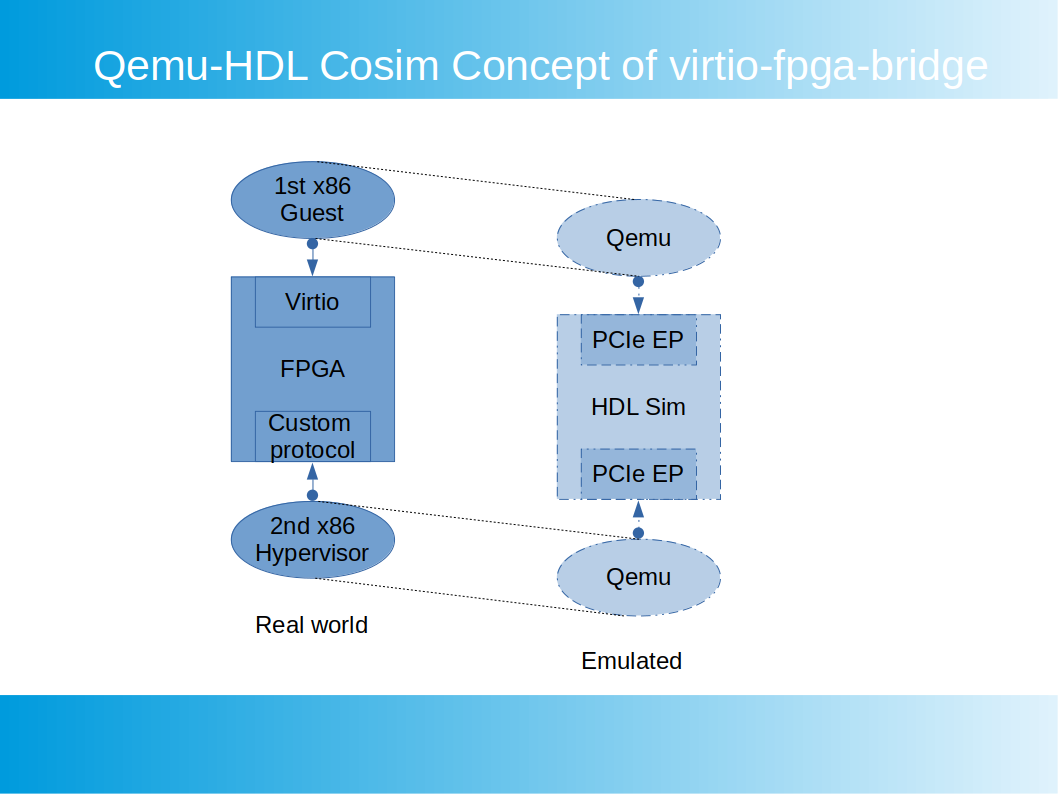 Qemu-HDL Cosim Concept of virtio-fpga-bridge
1st x86
Guest
Virtio
FPGA
Custom
protocol
2nd x86
Hypervisor
Real world
Qemu
PCIe EP
HDL Sim
PCIe EP
Qemu
Emulated